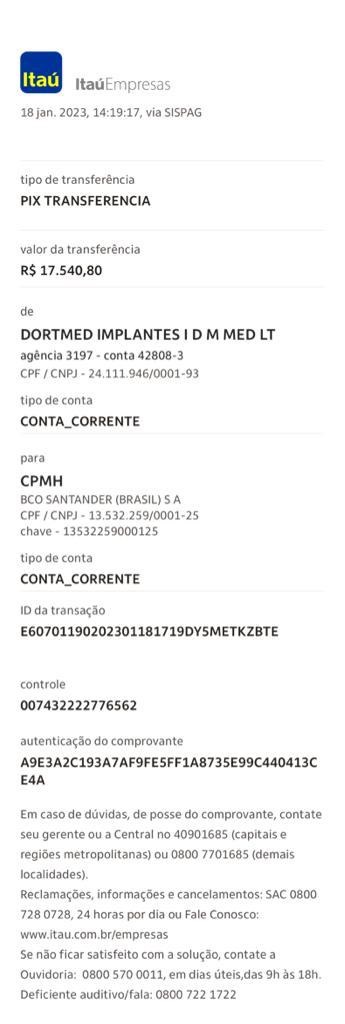 Itaú
ItaúEmpresas
18 jan. 2023, 14:19:17, via SISPAG
tipo de transferência
PIX TRANSFERENCIA
valor da transferência
R$ 17.540,80
de
DORTMED IMPLANTES I D M MED LT
agência 3197 - conta 42808-3
CPF / CNPJ - 24.111.946/0001-93
tipo de conta
CONTA_CORRENTE
para
CPMH
BCO SANTANDER (BRASIL) S A
CPF / CNPJ - 13.532.259/0001-25
chave - 13532259000125
tipo de conta
CONTA_CORRENTE
ID da transação
E60701190202301181719DY5METKZBTE
controle
007432222776562
autenticação do comprovante
A9E3A2C193A7AF9FE5FF1A8735E99C440413C
E4A
Em caso de dúvidas, de posse do comprovante, contate
seu gerente ou a Central no 40901685 (capitais e
regiões metropolitanas) ou 0800 7701685 (demais
localidades).
Reclamações, informações e cancelamentos: SAC 0800
728 0728, 24 horas por dia ou Fale Conosco:
www.itau.com.br/empresas
Se não ficar satisfeito com a solução, contate a
Ouvidoria: 0800 570 0011, em dias úteis,das 9h às 18h.
Deficiente auditivo/fala: 0800 722 1722